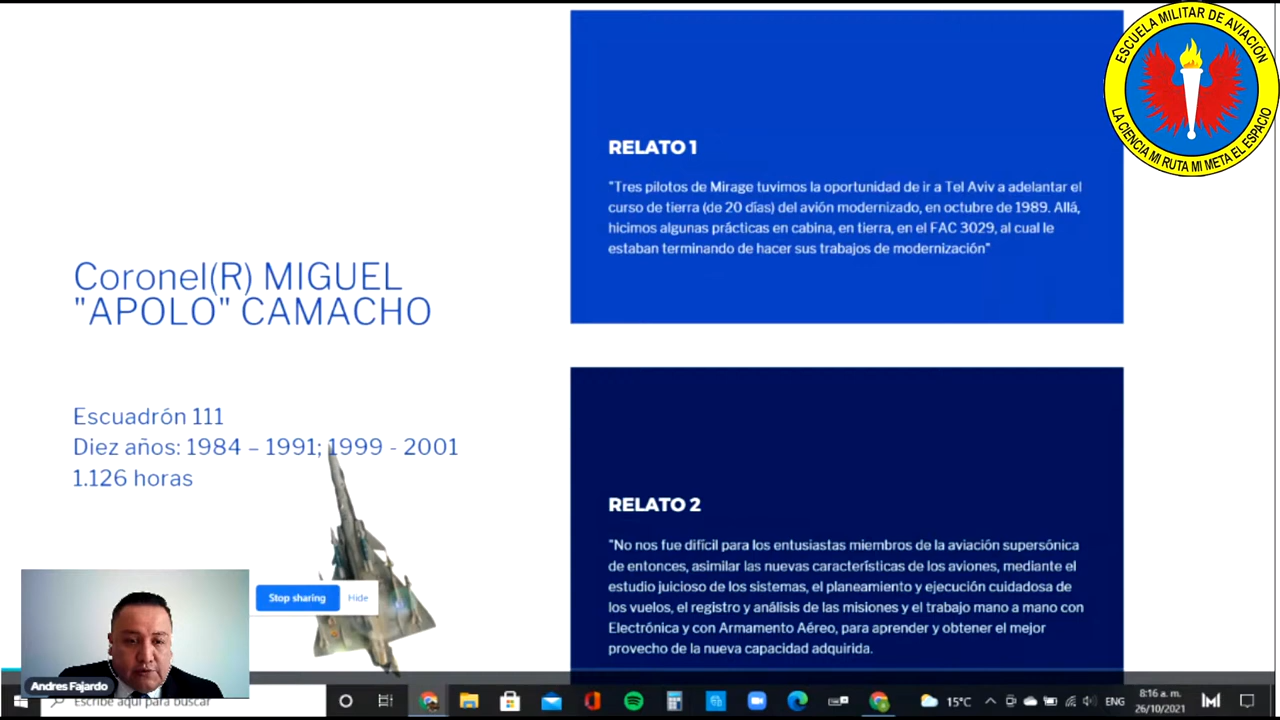 ESCUELA MILITAR DE AVIACIÓN
LA CIENCIA MI RUTA MI META EL ESPACIO
Coronel(R) MIGUEL
"APOLO" CAMACHO
Escuadrón 111
Diez años: 1984 – 1991; 1999 - 2001
1.126 horas
RELATO 1
"Tres pilotos de Mirage tuvimos la oportunidad de ir a Tel Aviv a adelantar el
curso de tierra (de 20 días) del avión modernizado, en octubre de 1989. Allá,
hicimos algunas prácticas en cabina, en tierra, en el FAC 3029, al cual le
estaban terminando de hacer sus trabajos de modernización"
RELATO 2
"No nos fue difícil para los entusiastas miembros de la aviación supersónica
de entonces, asimilar las nuevas características de los aviones, mediante el
estudio juicioso de los sistemas, el planeamiento y ejecución cuidadosa de
los vuelos, el registro y análisis de las misiones y el trabajo mano a mano con
Electrónica y con Armamento Aéreo, para aprender y obtener el mejor
provecho de la nueva capacidad adquirida.
Stop sharing
Hide
Andres Fajardo
Escribe aquí para buscar
15°C
ENG
8:16 a. m.
26/10/2021